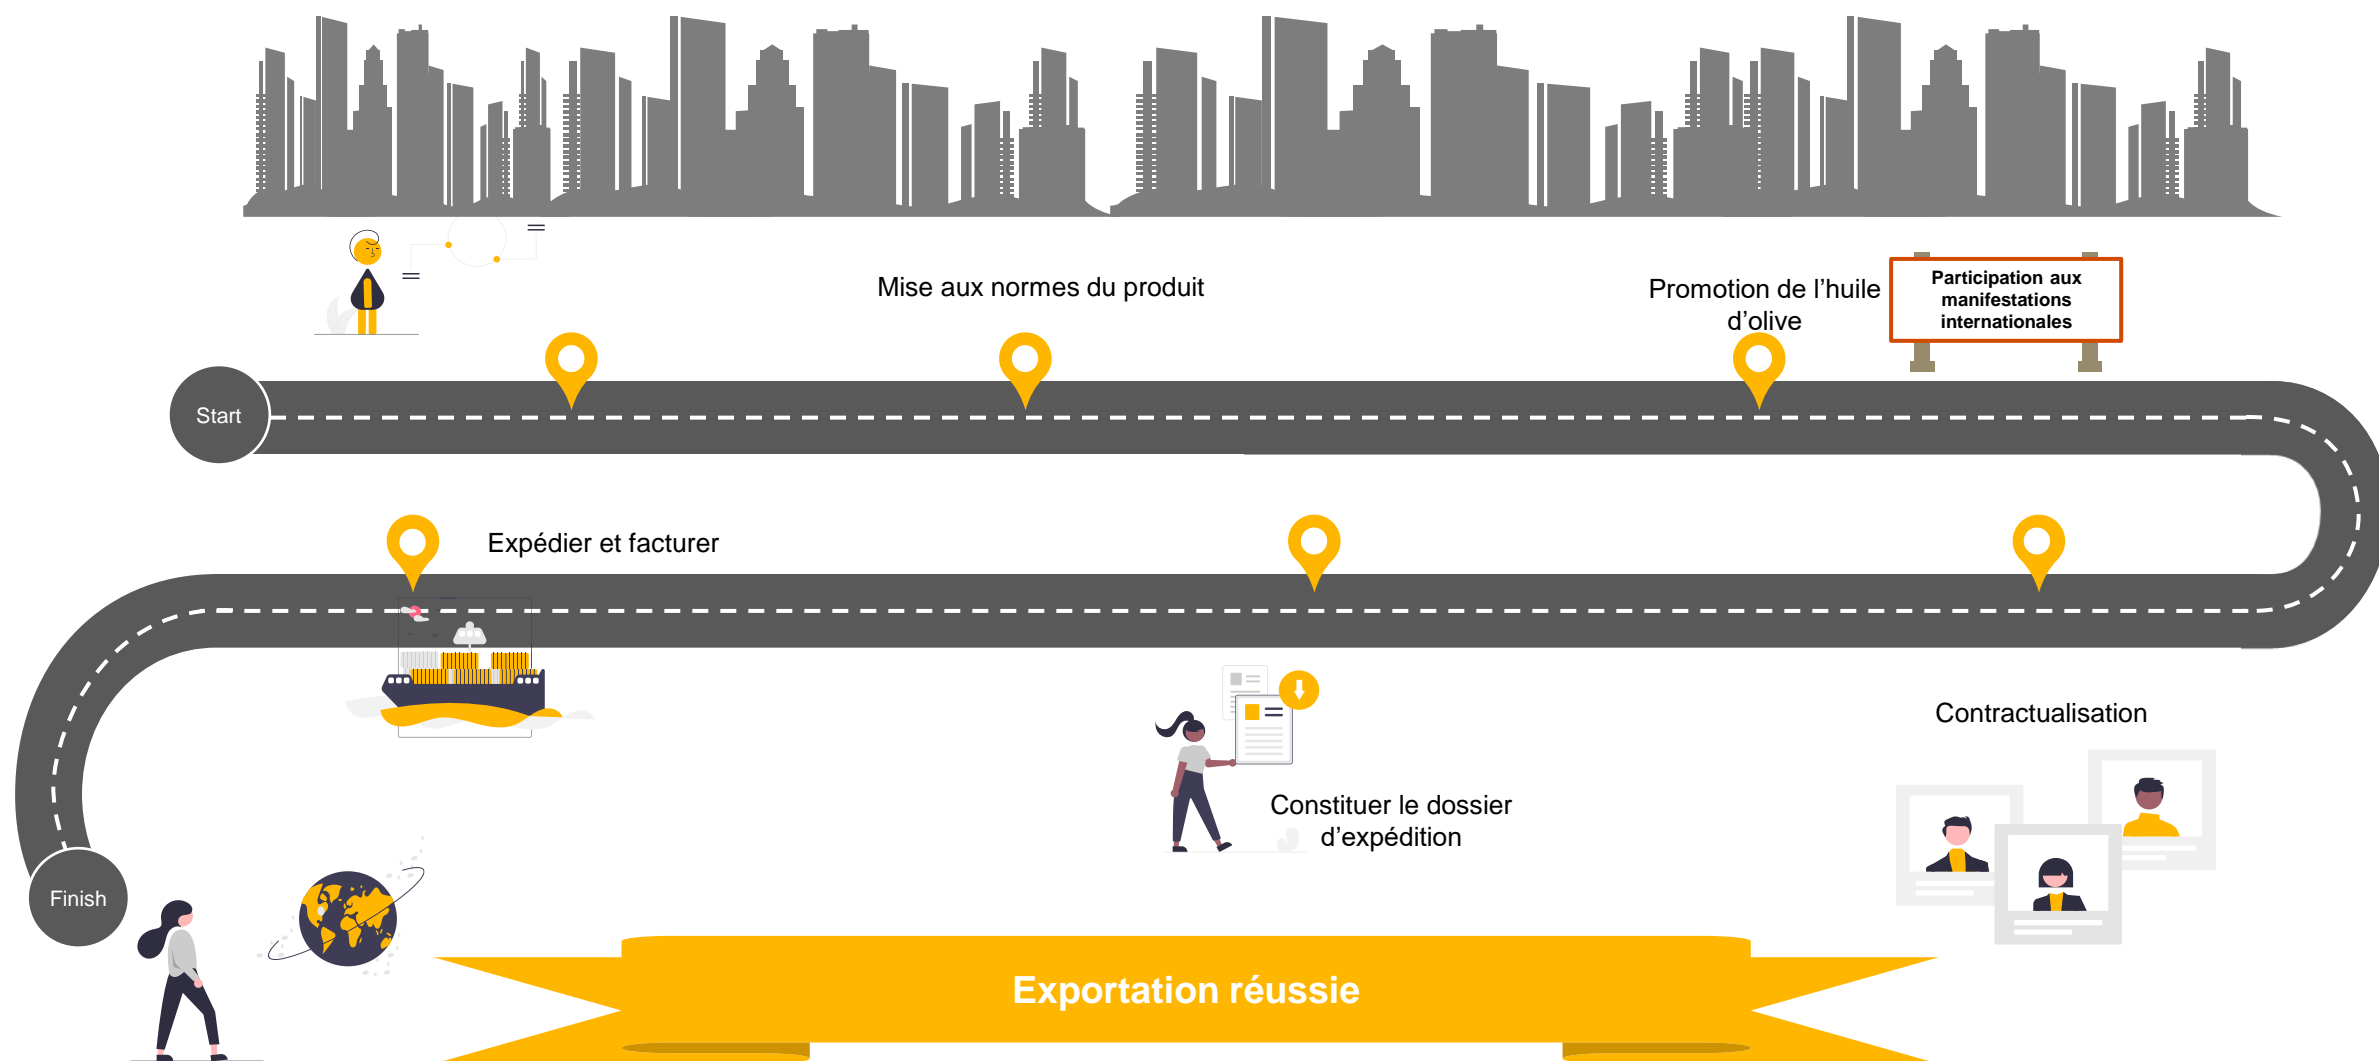 Mise aux normes du produit
Promotion de l’huile
d’olive
Participation aux
manifestations
internationales
Start
Expédier et facturer
Contractualisation
Constituer le dossier
d’expédition
Finish
Exportation réussie